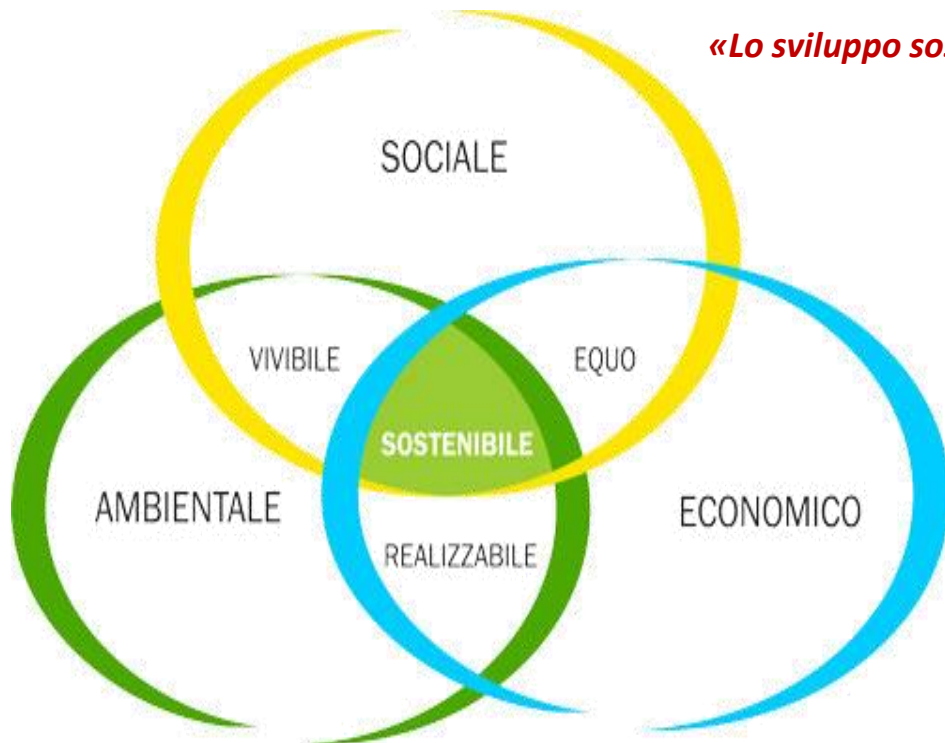 «Lo sviluppo
SOCIALE
VIVIBILE
EQUO
SOSTENIBILE
AMBIENTALE
ECONOMICO
REALIZZABILE